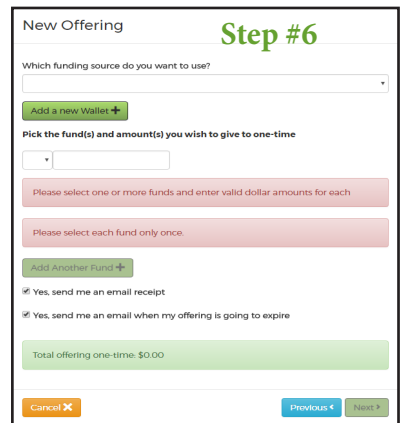 New Offering
Step #6
Which funding source do you want to use?
Add a new Wallet +
Pick the fund(s) and amount(s) you wish to give to one-time
Please select one or more funds and enter valid dollar amounts for each
Please select each fund only once.
Add Another Fund +
Yes, send me an email receipt
Yes, send me an email when my offering is going to expire
Total offering one-time: $0.00
Cancel X
Previous <
Next >